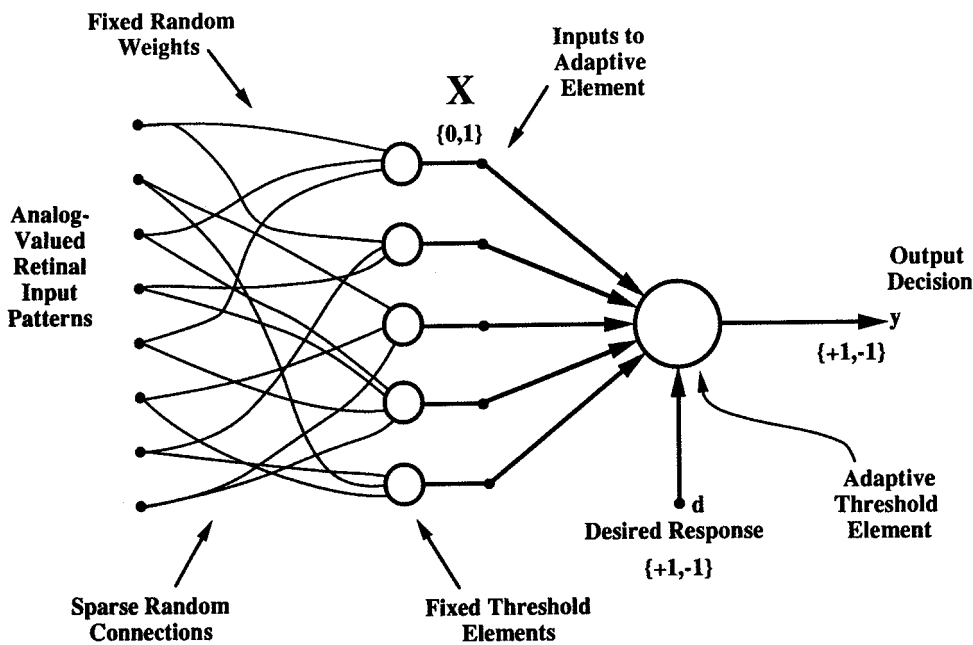 Fixed Random
Weights
Inputs to
Adaptive
Element
X
{0,1}
Analog-
Valued
Retinal
Input
Patterns
Output
Decision
y
{+1,-1}
d
Desired Response
{+1,-1}
Adaptive
Threshold
Element
Sparse Random
Connections
Fixed Threshold
Elements